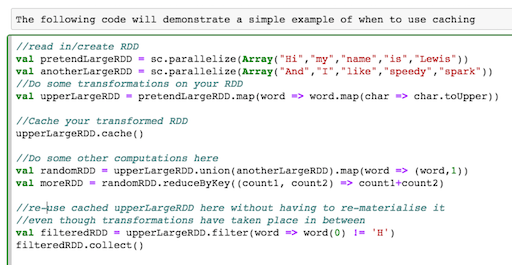 The following code will demonstrate a simple example of when to use caching
//read in/create RDD
val pretendLargeRDD = sc.parallelize(Array("Hi","my","name","is","Lewis"))
val anotherLargeRDD = sc.parallelize(Array("And","I","like","speedy","spark"))
//Do some transformations on your RDD
val upperLargeRDD = pretendLargeRDD.map(word => word.map(char => char.toUpper))
//Cache your transformed RDD
upperLargeRDD.cache()
//Do some other computations here
val randomRDD = upperLargeRDD.union(anotherLargeRDD).map(word => (word,1))
val moreRDD = randomRDD.reduceByKey((count1, count2) => count1+count2)
//re-use cached upperLargeRDD here without having to re-materialise it
//even though transformations have taken place in between
val filteredRDD = upperLargeRDD.filter(word => word(0) != 'H')
filteredRDD.collect()